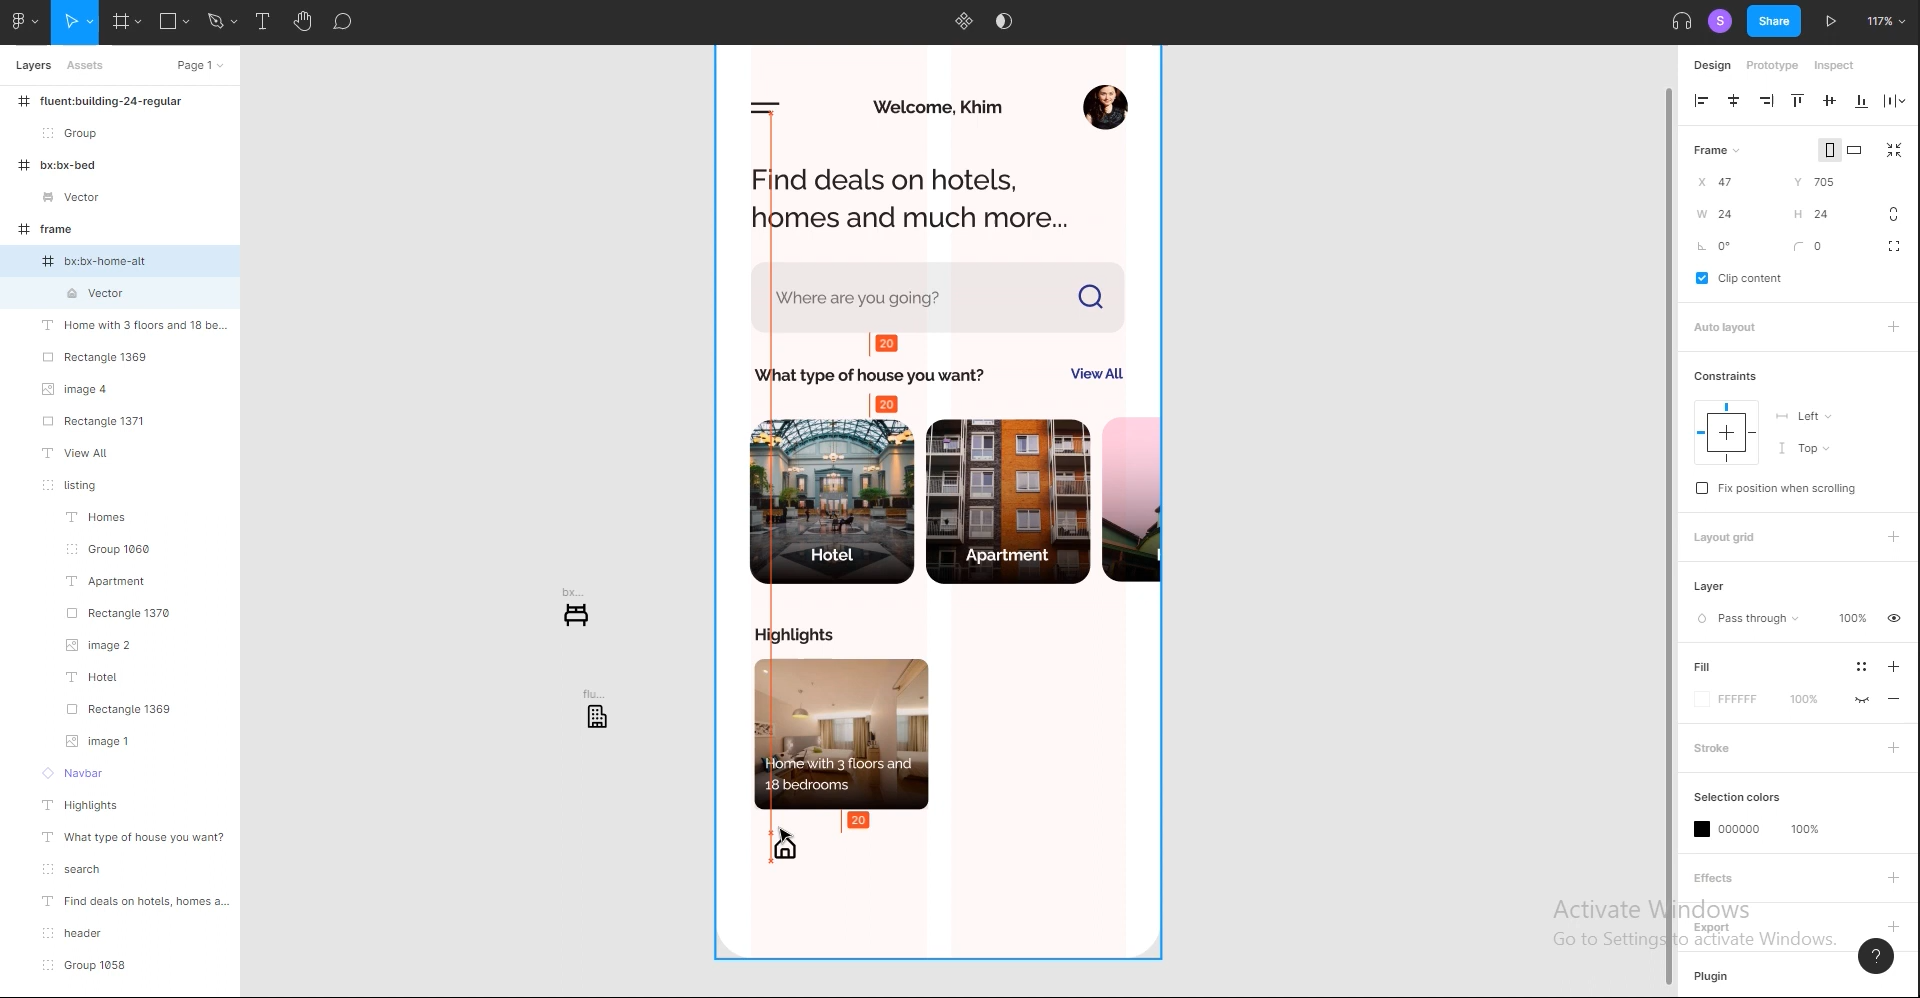 S
Share
117%
Layers
Assets
Page 1
fluent:building-24-regular
Group
bx:bx-bed
Vector
frame
bx:bx-home-alt
Vector
Home with 3 floors and 18 be...
Rectangle 1369
image 4
Rectangle 1371
View All
listing
Homes
Group 1060
Apartment
Rectangle 1370
image 2
Hotel
Rectangle 1369
image 1
Navbar
Highlights
What type of house you want?
search
Find deals on hotels, homes a...
header
Group 1058
bx...
flu...
Welcome, Khim
Find deals on hotels,
homes and much more...
Where are you going?
20
What type of house you want?
View All
20
Hotel
Apartment
Highlights
Home with 3 floors and
18 bedrooms
20
Design
Prototype
Inspect
Frame
X 47
Y 705
W 24
H 24
0°
0
Clip content
Auto layout
Constraints
Left
Top
Fix position when scrolling
Layout grid
Layer
Pass through
100%
Fill
FFFFFF
100%
Stroke
Selection colors
000000
100%
Effects
Activate Windows
Export
Go to Settings to activate Windows.
?
Plugin